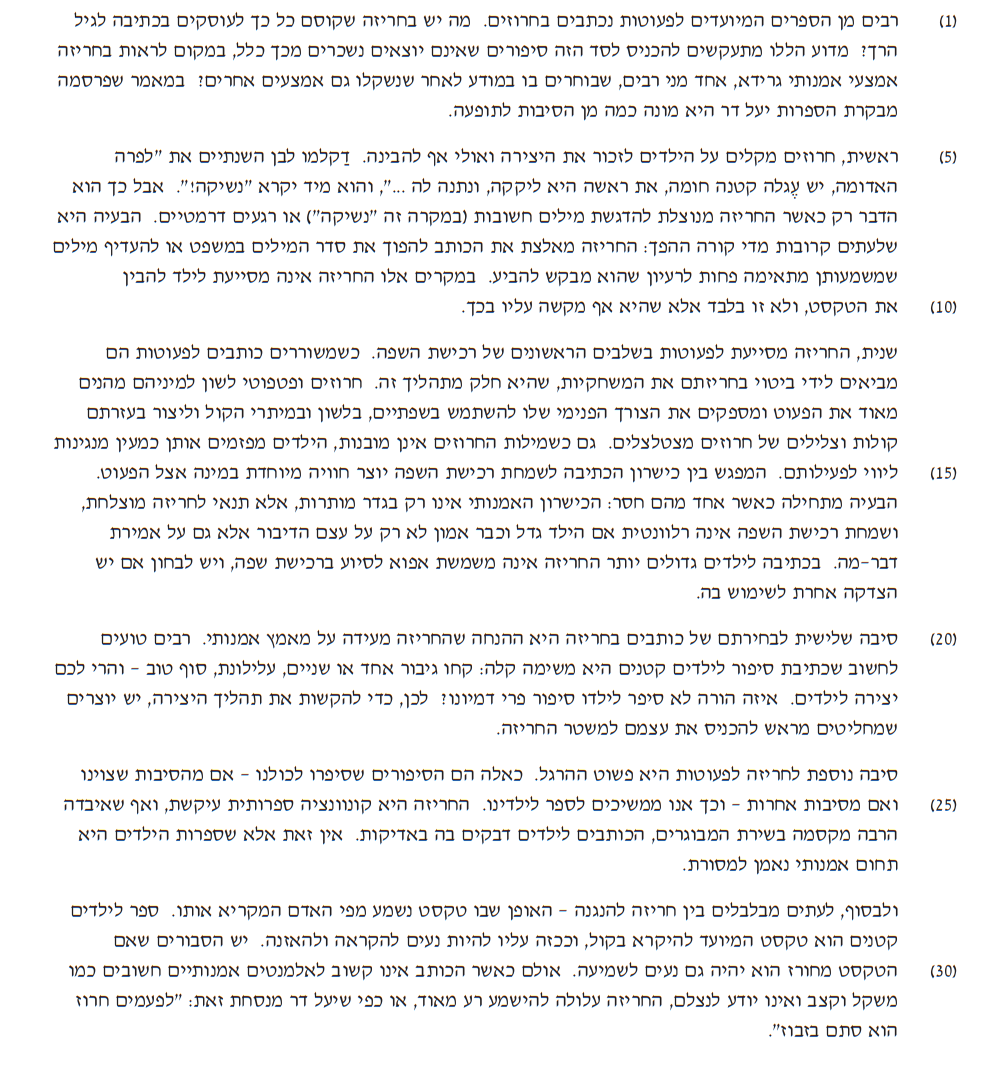 (1) רבים מן הספרים המיועדים לפעוטות נכתבים בחרוזים. מה יש בחריזה שקוסם כל כך לעוסקים בכתיבה לגיל
הרך? מדוע הללו מתעקשים להכניס לסד הזה סיפורים שאינם יוצאים נשכרים מכך כלל, במקום לראות בחריזה
אמצעי אמנותי גרידא, אחד מני רבים, שבוחרים בו במודע לאחר שנשקלו גם אמצעים אחרים? במאמר שפרסמה
מבקרת הספרות יעל דר היא מונה כמה מן הסיבות לתופעה.
(5) ראשית, חרוזים מקלים על הילדים לזכור את היצירה ואולי אף להבינה. דַקלמו לבן השנתיים את "לפרה
האדומה, יש עֶגלה קטנה חומה, את ראשה היא ליקקה, ונתנה לה ...", והוא מיד יקרא "נשיקה!". אבל כך הוא
הדבר רק כאשר החריזה מנוצלת להדגשת מילים חשובות (במקרה זה "נשיקה") או רגעים דרמטיים. הבעיה היא
שלעתים קרובות מדי קורה ההפך: החריזה מאלצת את הכותב להפוך את סדר המילים במשפט או להעדיף מילים
שמשמעותן מתאימה פחות לרעיון שהוא מבקש להביע. במקרים אלו החריזה אינה מסייעת לילד להבין
(10) את הטקסט, ולא זו בלבד אלא שהיא אף מקשה עליו בכך.
שנית, החריזה מסייעת לפעוטות בשלבים הראשונים של רכישת השפה. כשמשוררים כותבים לפעוטות הם
מביאים לידי ביטוי בחריזתם את המשחקיות, שהיא חלק מתהליך זה. חרוזים ופטפוטי לשון למיניהם מהנים
מאוד את הפעוט ומספקים את הצורך הפנימי שלו להשתמש בשפתיים, בלשון ובמיתרי הקול וליצור בעזרתם
קולות וצלילים של חרוזים מצטלצלים. גם כשמילות החרוזים אינן מובנות, הילדים מפזמים אותן כמעין מנגינות
(15) ליווי לפעילותם. המפגש בין כישרון הכתיבה לשמחת רכישת השפה יוצר חוויה מיוחדת במינה אצל הפעוט.
הבעיה מתחילה כאשר אחד מהם חסר: הכישרון האמנותי אינו רק בגדר מותרות, אלא תנאי לחריזה מוצלחת,
ושמחת רכישת השפה אינה רלוונטית אם הילד גדל וכבר אמון לא רק על עצם הדיבור אלא גם על אמירת
דבר-מה. בכתיבה לילדים גדולים יותר החריזה אינה משמשת אפוא לסיוע ברכישת שפה, ויש לבחון אם יש
הצדקה אחרת לשימוש בה.
(20) סיבה שלישית לבחירתם של כותבים בחריזה היא ההנחה שהחריזה מעידה על מאמץ אמנותי. רבים טועים
לחשוב שכתיבת סיפור לילדים קטנים היא משימה קלה: קחו גיבור אחד או שניים, עלילונת, סוף טוב – והרי לכם
יצירה לילדים. איזה הורה לא סיפר לילדו סיפור פרי דמיונו? לכן, כדי להקשות את תהליך היצירה, יש יוצרים
שמחליטים מראש להכניס את עצמם למשטר החריזה.
סיבה נוספת לחריזה לפעוטות היא פשוט ההרגל. כאלה הם הסיפורים שסיפרו לכולנו – אם מהסיבות שצוינו
(25) ואם מסיבות אחרות – וכך אנו ממשיכים לספר לילדינו. החריזה היא קונוונציה ספרותית עיקשת, ואף שאיבדה
הרבה מקסמה בשירת המבוגרים, הכותבים לילדים דבקים בה באדיקות. אין זאת אלא שספרות הילדים היא
תחום אמנותי נאמן למסורת.
ולבסוף, לעתים מבלבלים בין חריזה להנגנה – האופן שבו טקסט נשמע מפי האדם המקריא אותו. ספר לילדים
קטנים הוא טקסט המיועד להיקרא בקול, וככזה עליו להיות נעים להקראה ולהאזנה. יש הסבורים שאם
(30) הטקסט מחורז הוא יהיה גם נעים לשמיעה. אולם כאשר הכותב אינו קשוב לאלמנטים אמנותיים חשובים כמו
משקל וקצב ואינו יודע לנצלם, החריזה עלולה להישמע רע מאוד, או כפי שיעל דר מנסחת זאת: "לפעמים חרוז
הוא סתם בזבוז".